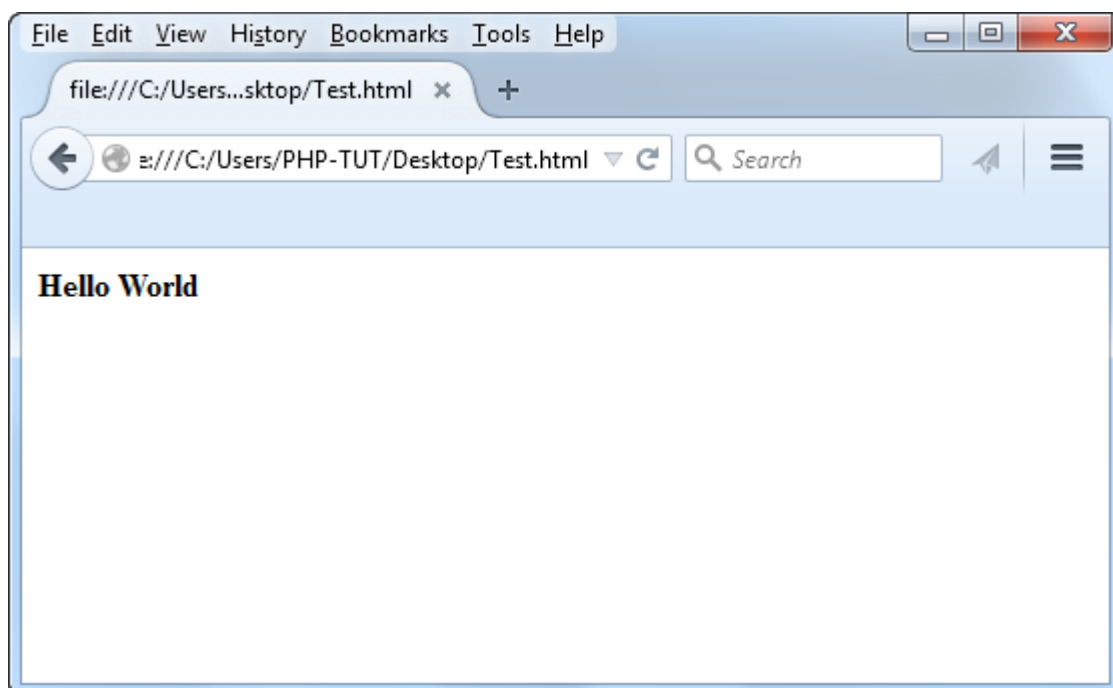 File Edit View History Bookmarks Tools Help
file:///C:/Users...sktop/Test.html
e:///C:/Users/PHP-TUT/Desktop/Test.html Search
Hello World